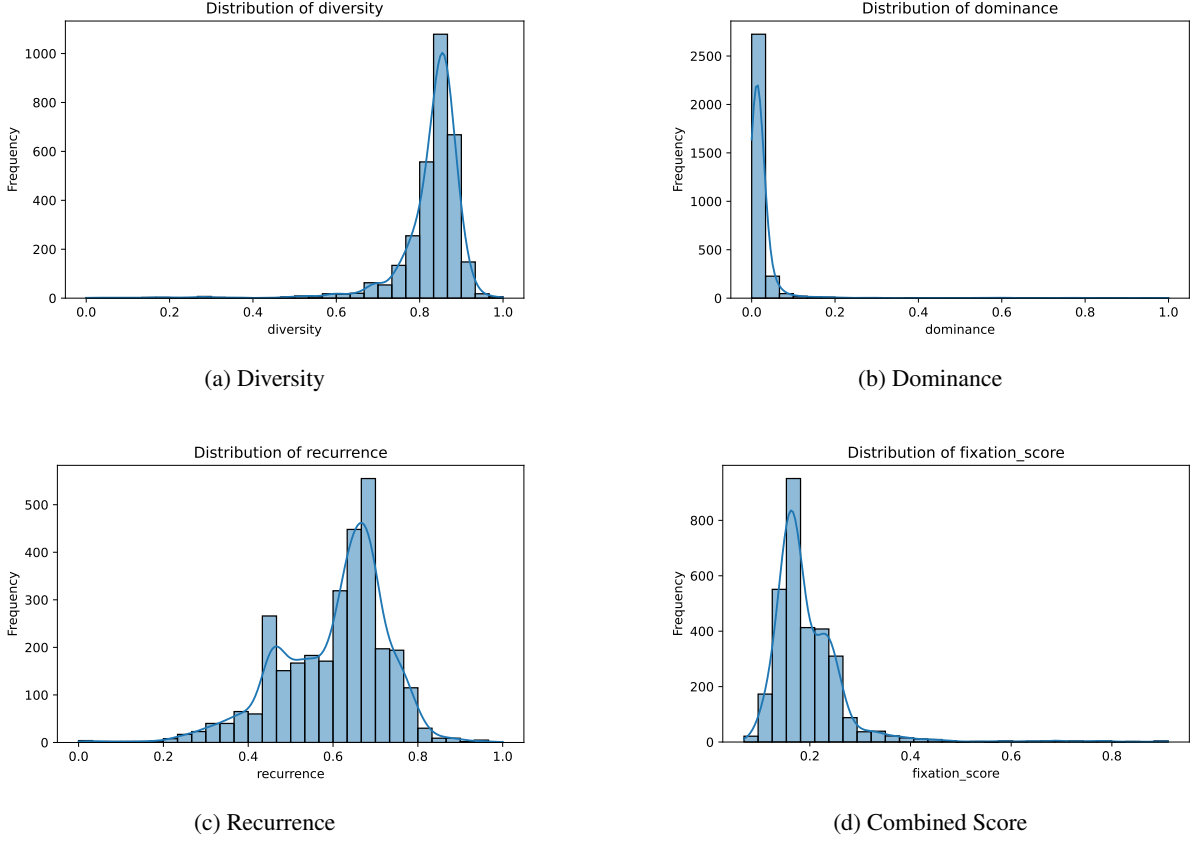 Distribution of diversity
Frequency
1000
800
600
400
200
0
0.0 0.2 0.4 0.6 0.8 1.0
diversity
(a) Diversity
Distribution of dominance
Frequency
2500
2000
1500
1000
500
0
0.0 0.2 0.4 0.6 0.8 1.0
dominance
(b) Dominance
Distribution of recurrence
Frequency
500
400
300
200
100
0
0.0 0.2 0.4 0.6 0.8 1.0
recurrence
(c) Recurrence
Distribution of fixation_score
Frequency
800
600
400
200
0
0.2 0.4 0.6 0.8
fixation_score
(d) Combined Score